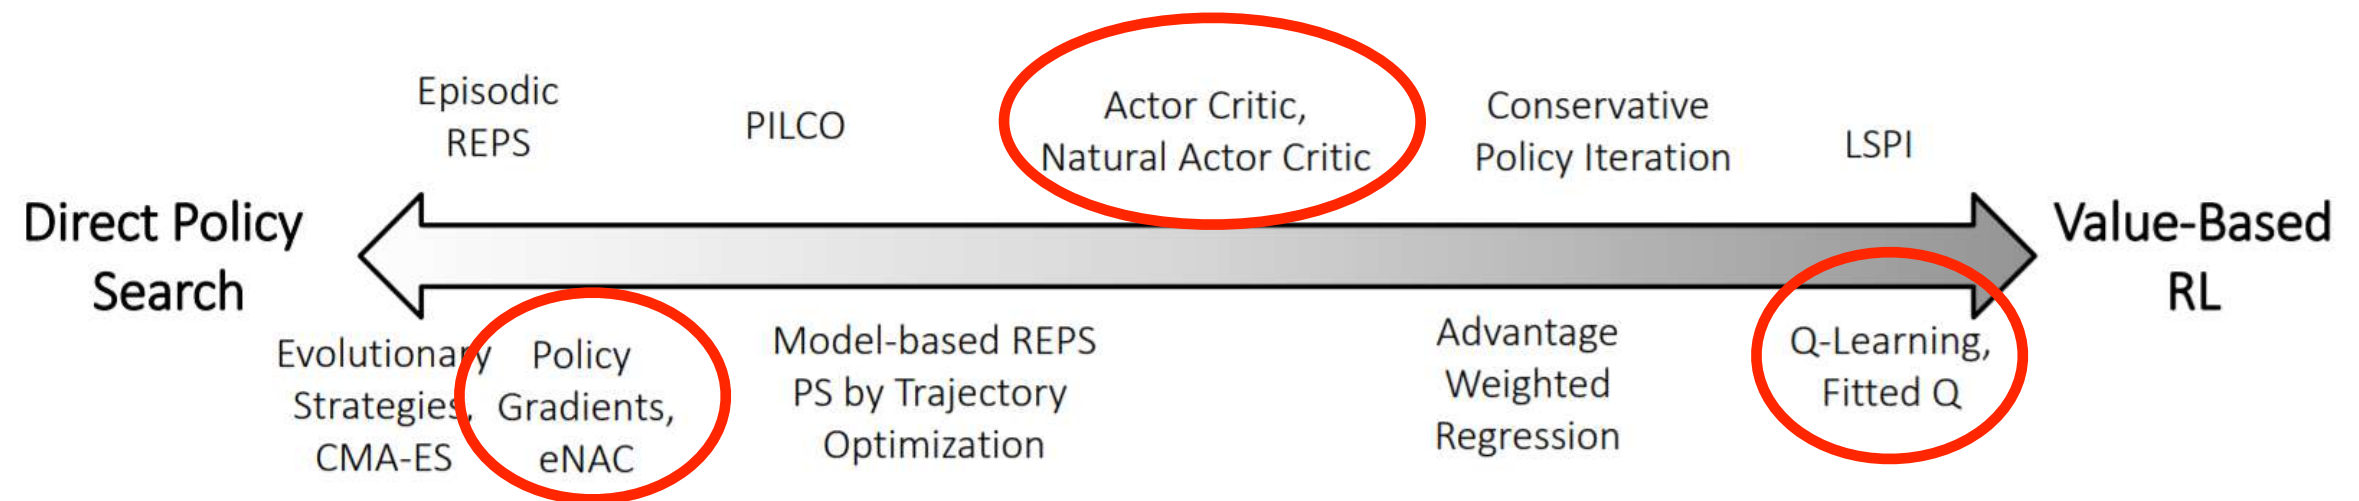 Episodic
REPS
PILCO
Actor Critic,
Natural Actor Critic
Conservative
Policy Iteration
LSPI
Direct Policy
Search
Value-Based
RL
Evolutionary
Strategies,
CMA-ES
Policy
Gradients,
eNAC
Model-based REPS
PS by Trajectory
Optimization
Advantage
Weighted
Regression
Q-Learning,
Fitted Q